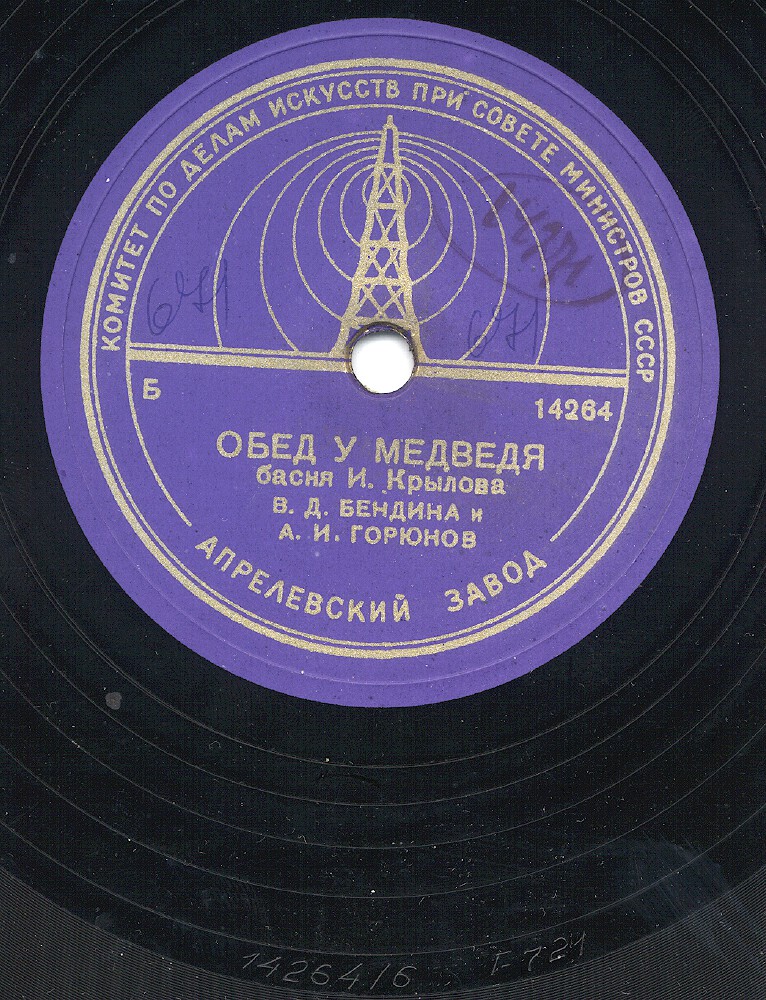 КОМИТЕТ ПО ДЕЛАМ ИСКУССТВ ПРИ СОВЕТЕ МИНИСТРОВ СССР
671
671
Б
14264
ОБЕД У МЕДВЕДЯ
басня И. Крылова
В. Д. БЕНДИНА и
А. И. ГОРЮНОВ
АПРЕЛЕВСКИЙ ЗАВОД
14264/6 Г721